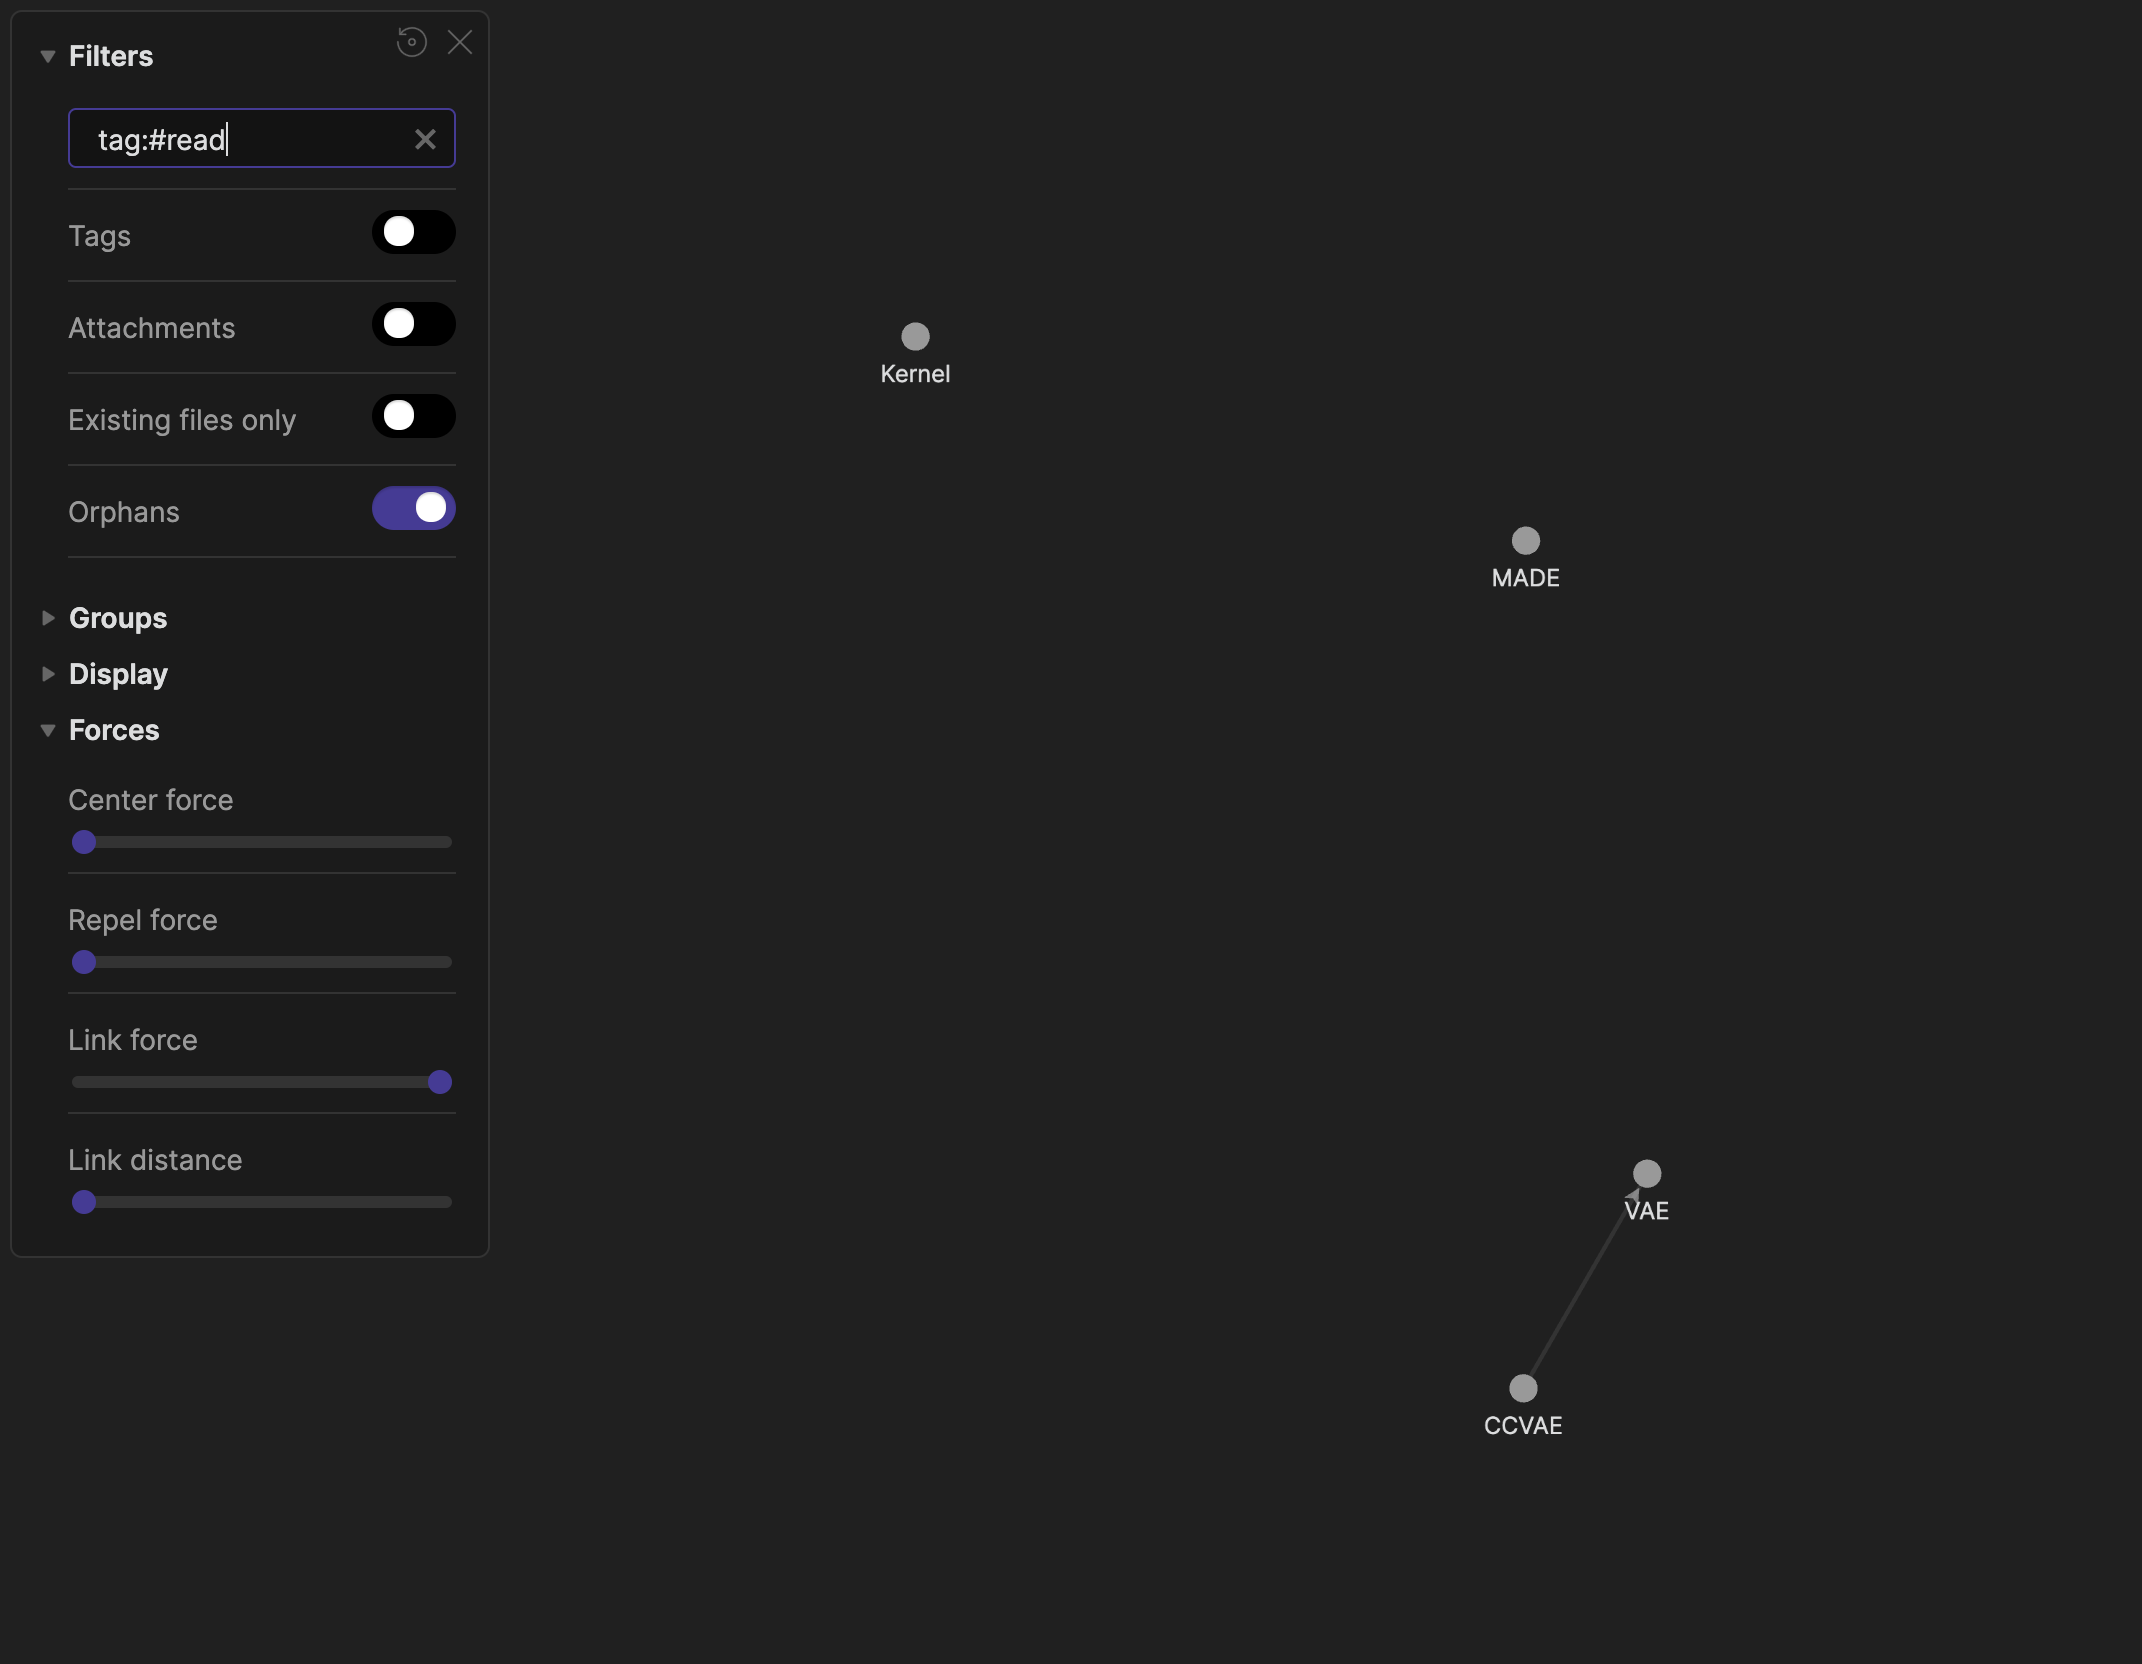 Filters
tag:#read
Tags
Attachments
Existing files only
Orphans
Groups
Display
Forces
Center force
Repel force
Link force
Link distance
Kernel
MADE
VAE
CCVAE